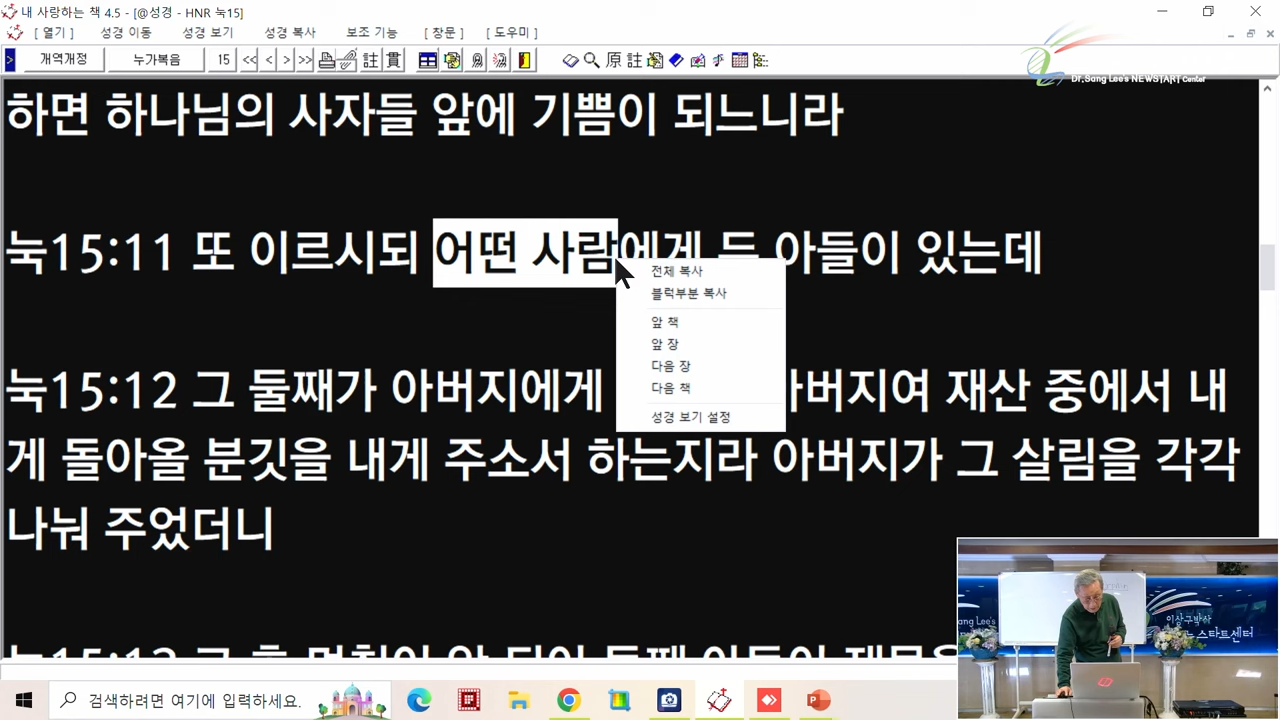 내 사랑하는 책 4.5 - [@성경 - HNR 눅15]
[ 열기 ] 성경 이동 성경 보기 성경 복사 보조 기능 [ 창문 ] [ 도우미 ]
> 개역개정 누가복음 15 << < > >> 註 貫 原 註
Dr.Sang Lee's NEWSTART Center
하면 하나님의 사자들 앞에 기쁨이 되느니라
눅15:11 또 이르시되 어떤 사람에게 두 아들이 있는데
전체 복사
블럭부분 복사
앞 책
앞 장
다음 장
다음 책
성경 보기 설정
눅15:12 그 둘째가 아버지에게 아버지여 재산 중에서 내
게 돌아올 분깃을 내게 주소서 하는지라 아버지가 그 살림을 각각
나눠 주었더니
ang Lee's
이상구박사
스타트센터
검색하려면 여기에 입력하세요.